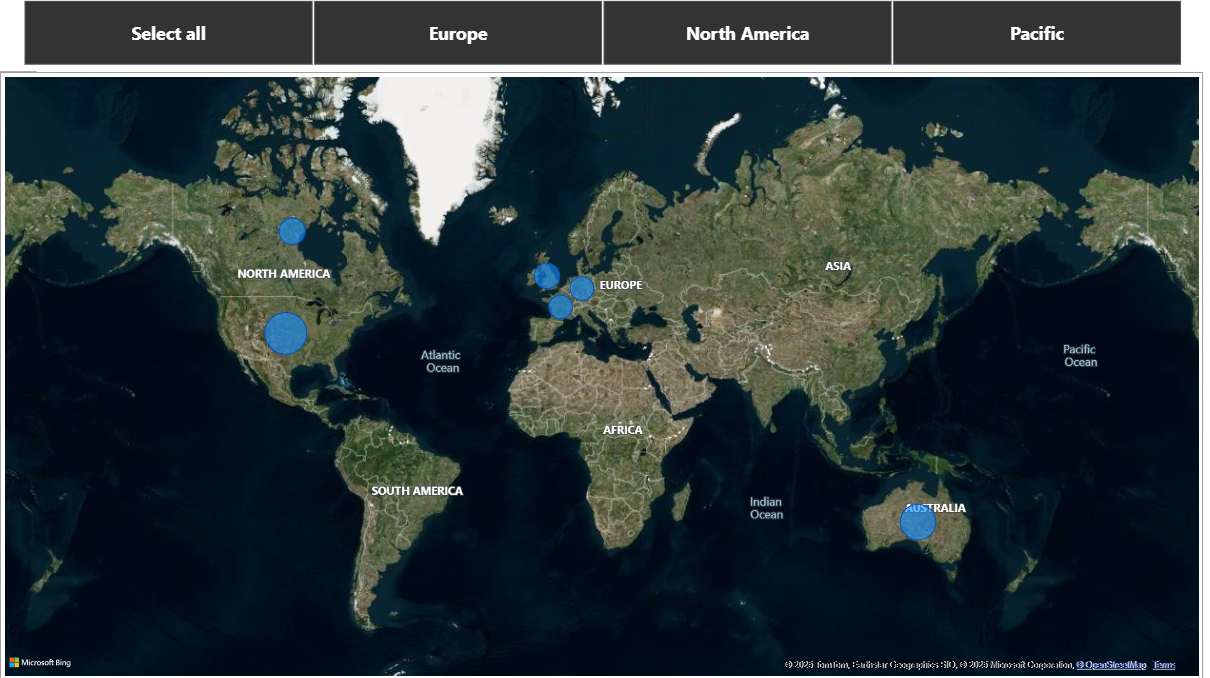 Select all
Europe
North America
Pacific
NORTH AMERICA
EUROPE
ASIA
Atlantic
Ocean
Pacific
Ocean
AFRICA
SOUTH AMERICA
Indian
Ocean
AUSTRALIA
Microsoft Bing
© 2025 TomTom, Earthstar Geographics SIO, © 2025 Microsoft Corporation, © OpenStreetMap Terms